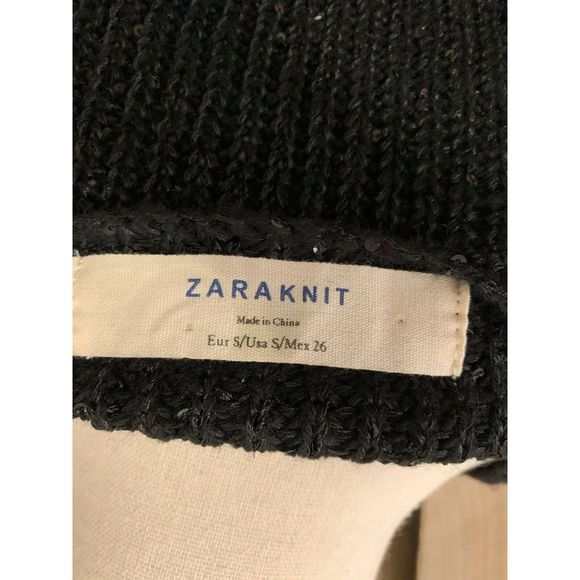 ZARAKNIT
Made in China
Eur S/Usa S/Mex 26